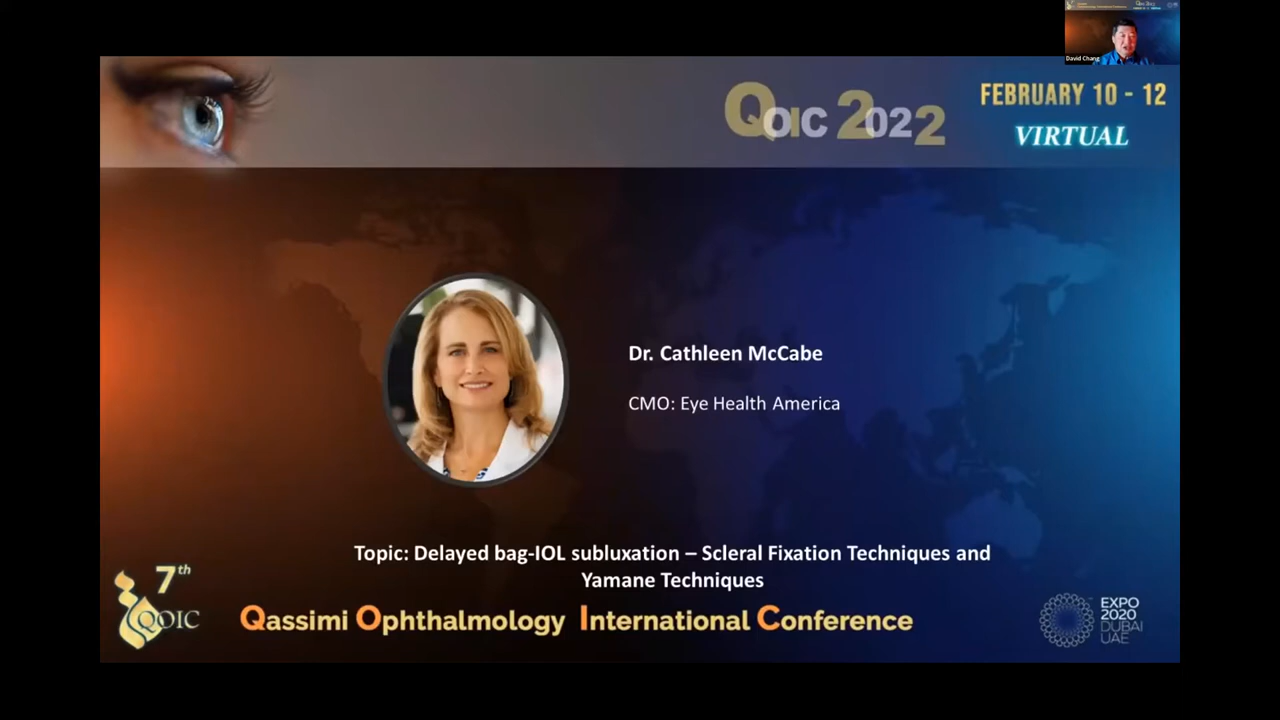 David Chang
QOIC 2022
FEBRUARY 10 - 12
VIRTUAL
Dr. Cathleen McCabe
CMO: Eye Health America
Topic: Delayed bag-IOL subluxation – Scleral Fixation Techniques and
Yamane Techniques
7th
QOIC
Qassimi Ophthalmology International Conference
EXPO
2020
DUBAI
UAE